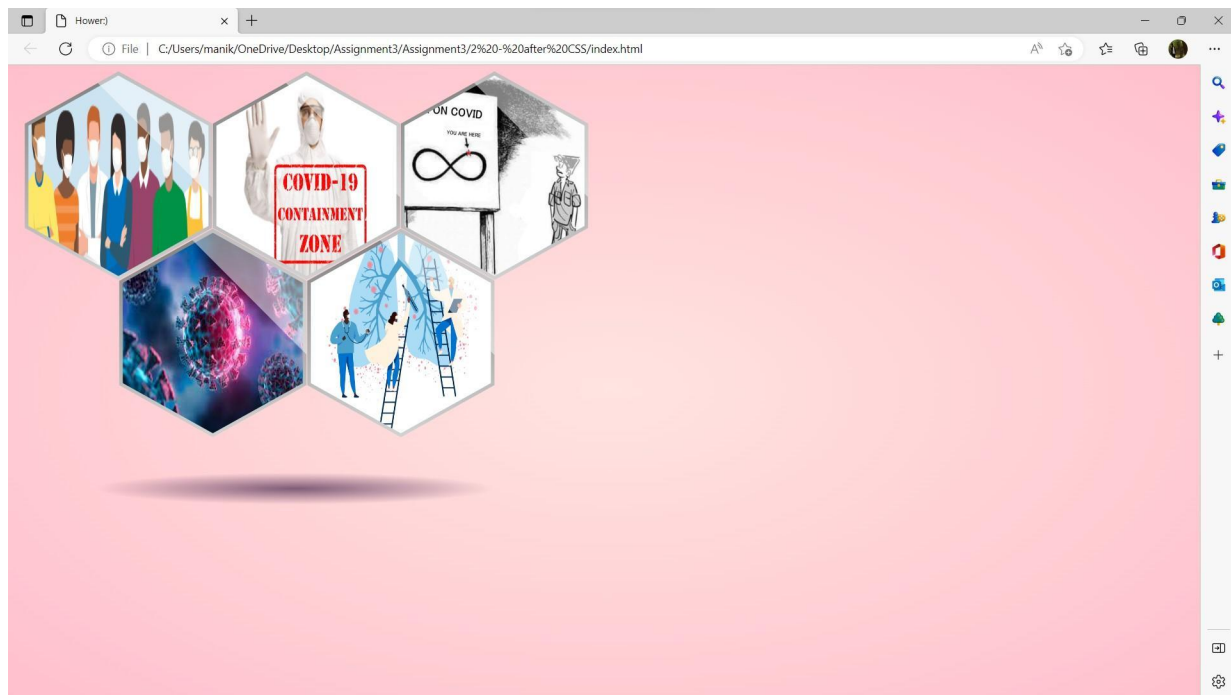 Hower:)
File | C:/Users/manik/OneDrive/Desktop/Assignment3/Assignment3/2%20-%20after%20CSS/index.html
ON COVID
YOU ARE HERE
COVID-19
CONTAINMENT
ZONE